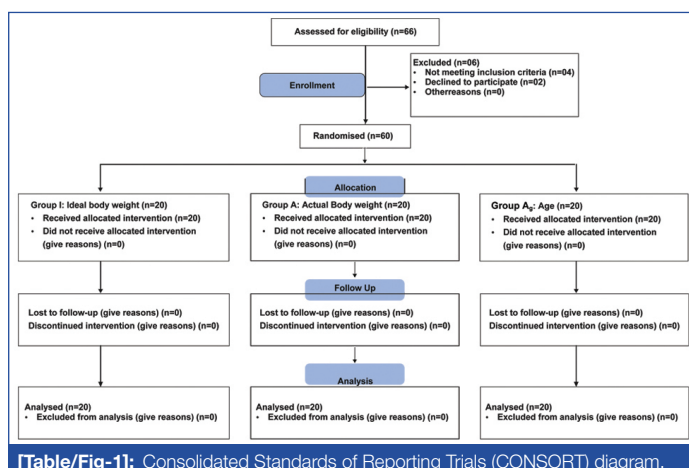 Assessed for eligibility (n=66)
Excluded (n=06)
• Not meeting inclusion criteria (n=04)
• Declined to participate (n=02)
• Otherreasons (n=0)
Enrollment
Randomised (n=60)
Allocation
Group I: Ideal body weight (n=20)
• Received allocated intervention (n=20)
• Did not receive allocated intervention
(give reasons) (n=0)
Group A: Actual Body weight (n=20)
• Received allocated intervention (n=20)
• Did not receive allocated intervention
(give reasons) (n=0)
Group Ag: Age (n=20)
• Received allocated intervention (n=20)
• Did not receive allocated intervention
(give reasons) (n=0)
Follow Up
Lost to follow-up (give reasons) (n=0)
Discontinued intervention (give reasons) (n=0)
Lost to follow-up (give reasons) (n=0)
Discontinued intervention (give reasons) (n=0)
Lost to follow-up (give reasons) (n=0)
Discontinued intervention (give reasons) (n=0)
Analysis
Analysed (n=20)
• Excluded from analysis (give reasons) (n=0)
Analysed (n=20)
• Excluded from analysis (give reasons) (n=0)
Analysed (n=20)
• Excluded from analysis (give reasons) (n=0)
[Table/Fig-1]: Consolidated Standards of Reporting Trials (CONSORT) diagram.